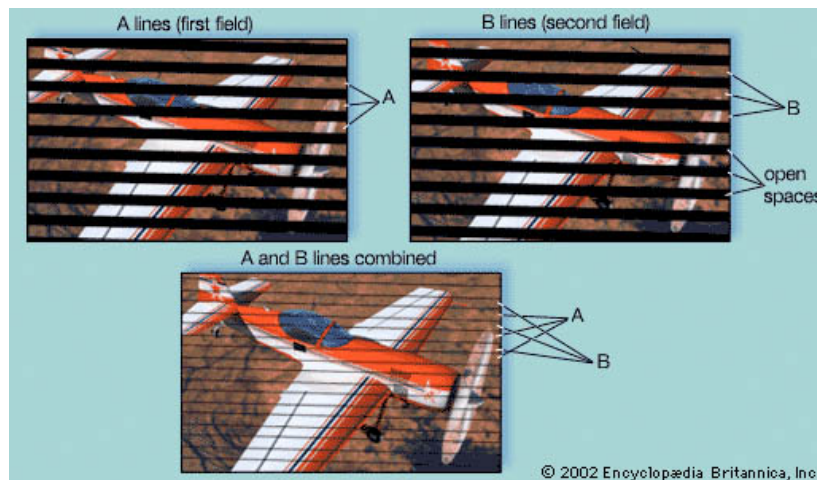 A lines (first field)
B lines (second field)
A
B
open
spaces
A and B lines combined
A
B
© 2002 Encyclopædia Britannica, Inc